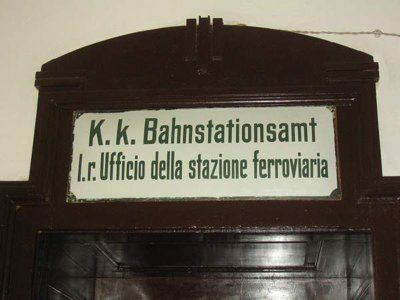 K. k. Bahnstationsamt
I. r. Ufficio della stazione ferroviaria